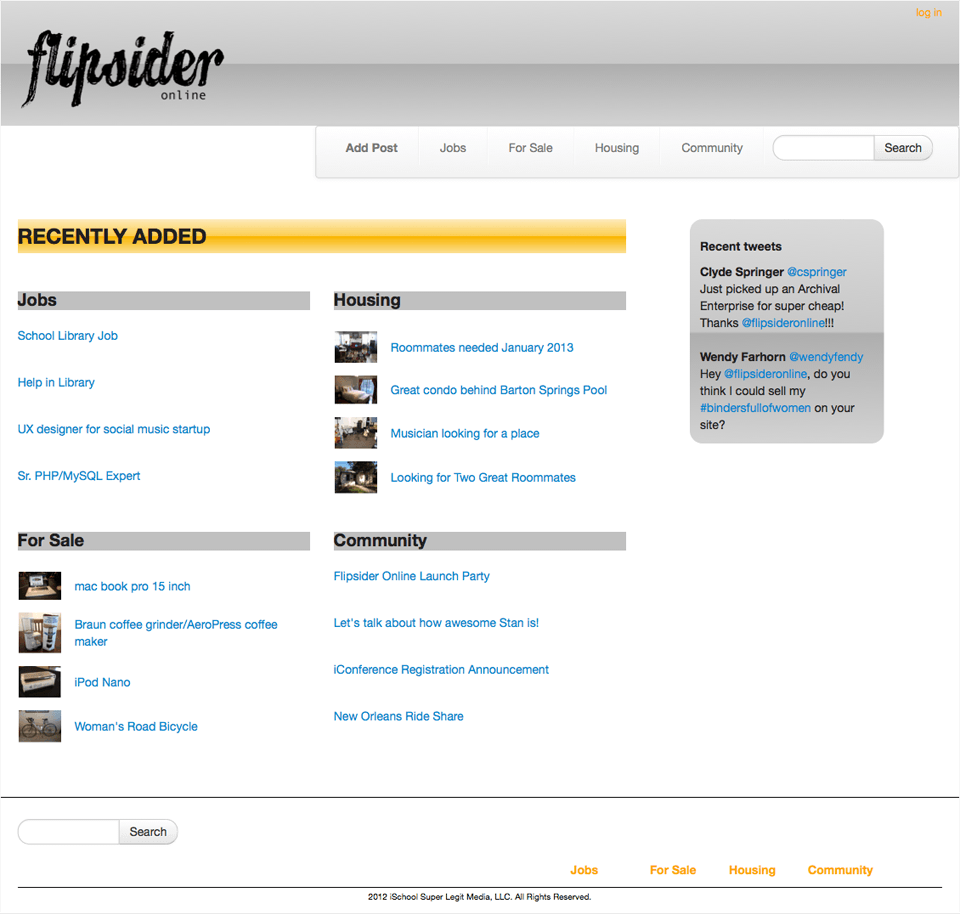 log in
flipsider
online
Add Post
Jobs
For Sale
Housing
Community
Search
RECENTLY ADDED
Jobs
School Library Job
Help in Library
UX designer for social music startup
Sr. PHP/MySQL Expert
Housing
Roommates needed January 2013
Great condo behind Barton Springs Pool
Musician looking for a place
Looking for Two Great Roommates
For Sale
mac book pro 15 inch
Braun coffee grinder/AeroPress coffee
maker
iPod Nano
Woman's Road Bicycle
Community
Flipsider Online Launch Party
Let's talk about how awesome Stan is!
iConference Registration Announcement
New Orleans Ride Share
Recent tweets
Clyde Springer @cspringer
Just picked up an Archival
Enterprise for super cheap!
Thanks @flipsideronline!!!
Wendy Farhorn @wendyfendy
Hey @flipsideronline, do you
think I could sell my
#bindersfullofwomen on your
site?
Search
Jobs
For Sale
Housing
Community
2012 iSchool Super Legit Media, LLC. All Rights Reserved.